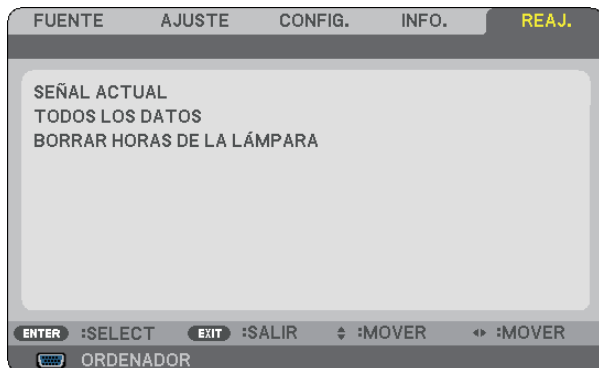 FUENTE AJUSTE CONFIG. INFO. REAJ.
SEÑAL ACTUAL
TODOS LOS DATOS
BORRAR HORAS DE LA LÁMPARA
ENTER :SELECT EXIT :SALIR :MOVER :MOVER
ORDENADOR